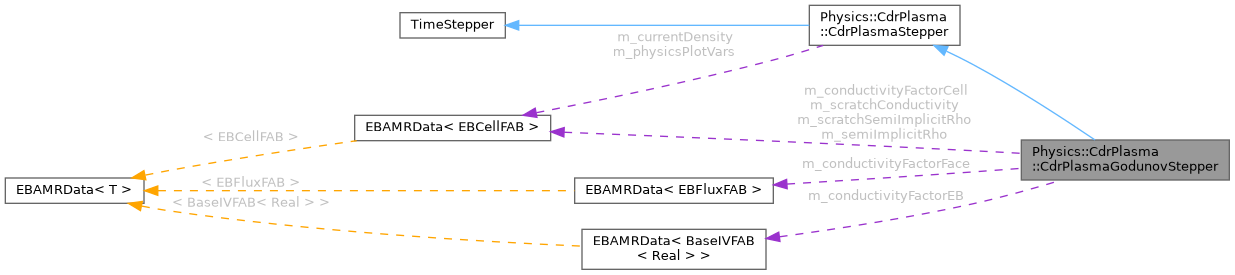 TimeStepper
Physics::CdrPlasma
::CdrPlasmaStepper
m_currentDensity
m_physicsPlotVars
m_conductivityFactorCell
m_scratchConductivity
m_scratchSemiImplicitRho
m_semiImplicitRho
EBAMRData< EBCellFAB >
< EBCellFAB >
Physics::CdrPlasma
::CdrPlasmaGodunovStepper
m_conductivityFactorFace
EBAMRData< T >
< EBFluxFAB >
EBAMRData< EBFluxFAB >
< BaseIVFAB< Real > >
m_conductivityFactorEB
EBAMRData< BaseIVFAB
< Real > >